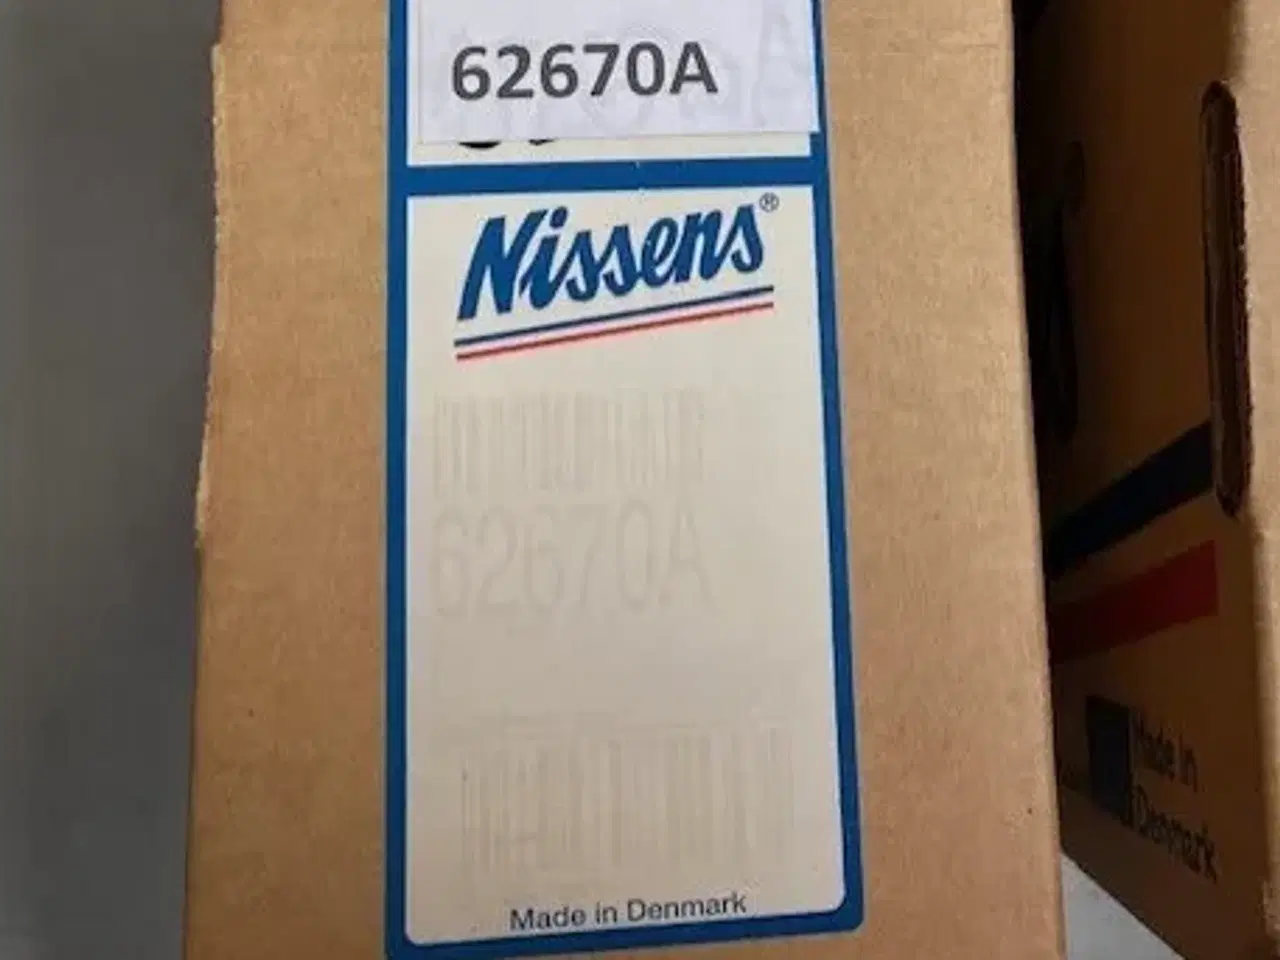 62670A
Nissens®
62670A
Made in Denmark
Made in
Denmark